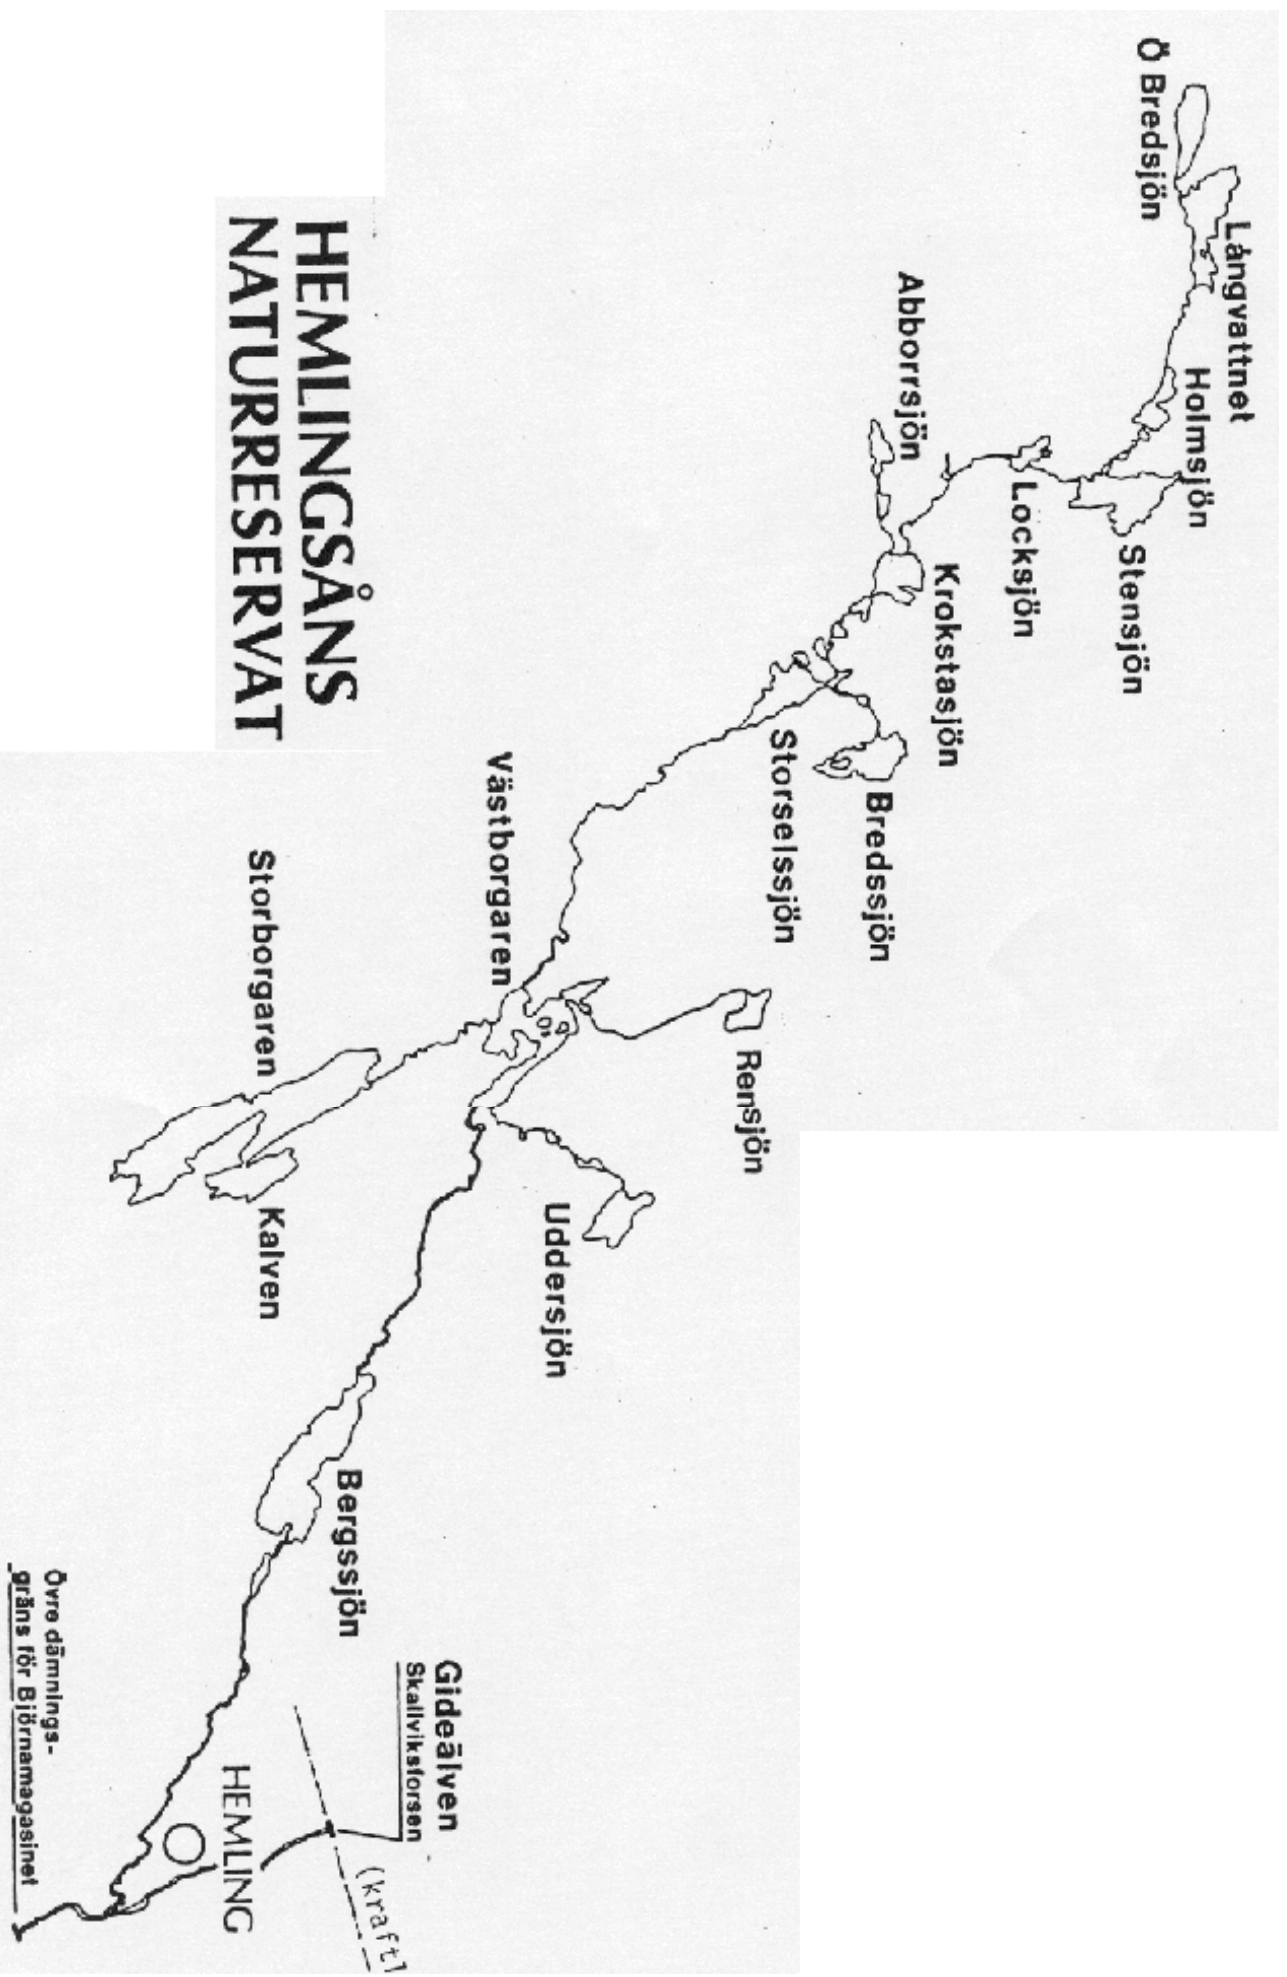 HEMLINGSÅNS
NATURRESERVAT
Ö Bredsjön
Långvattnet
Holmsjön
Stensjön
Locksjön
Abborrsjön
Krokstasjön
Bredssjön
Storselssjön
Västborgaren
Rensjön
Storborgaren
Kalven
Uddersjön
Bergssjön
Gideälven
Skallviksforsen
(kraftl
HEMLING
Övre dämnings-
gräns för Björnamagasinet